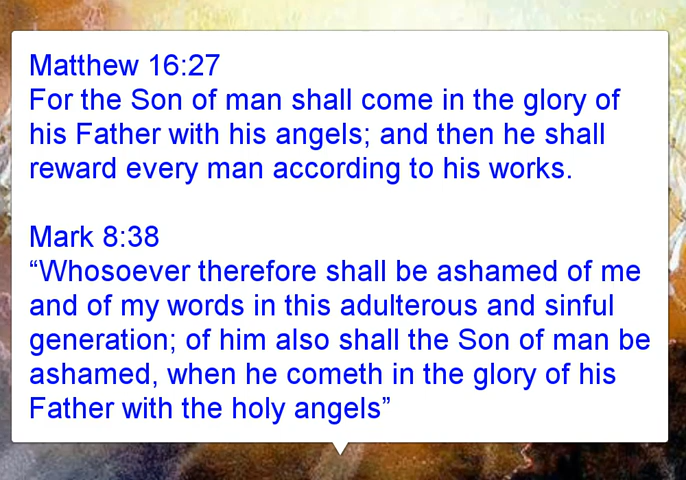 Matthew 16:27
For the Son of man shall come in the glory of
his Father with his angels; and then he shall
reward every man according to his works.
Mark 8:38
“Whosoever therefore shall be ashamed of me
and of my words in this adulterous and sinful
generation; of him also shall the Son of man be
ashamed, when he cometh in the glory of his
Father with the holy angels”